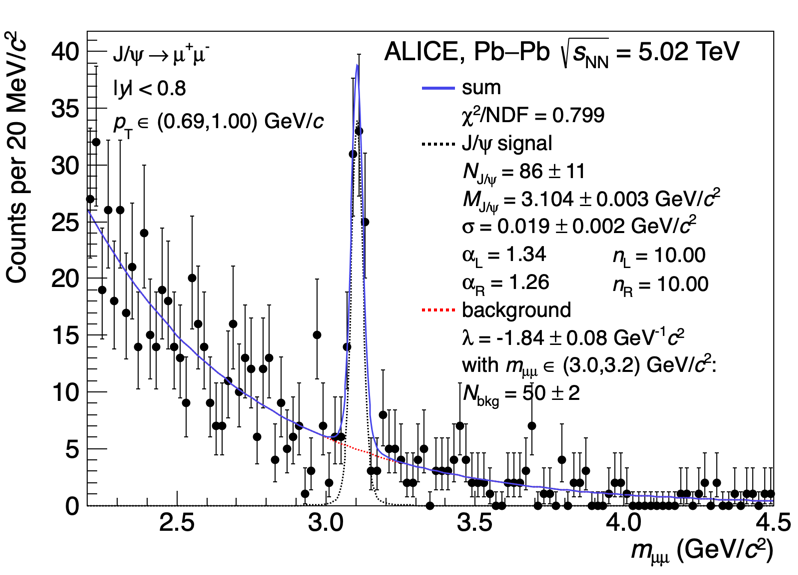 Counts per 20 MeV/c²
40
35
30
25
20
15
10
5
0
J/ψ → μ⁺μ⁻
|y| < 0.8
p_T ∈ (0.69,1.00) GeV/c
ALICE, Pb–Pb √s_NN = 5.02 TeV
sum
χ²/NDF = 0.799
J/ψ signal
N_J/ψ = 86 ± 11
M_J/ψ = 3.104 ± 0.003 GeV/c²
σ = 0.019 ± 0.002 GeV/c²
α_L = 1.34 n_L = 10.00
α_R = 1.26 n_R = 10.00
background
λ = -1.84 ± 0.08 GeV⁻¹c²
with m_μμ ∈ (3.0,3.2) GeV/c²:
N_bkg = 50 ± 2
2.5 3.0 3.5 4.0 4.5
m_μμ (GeV/c²)